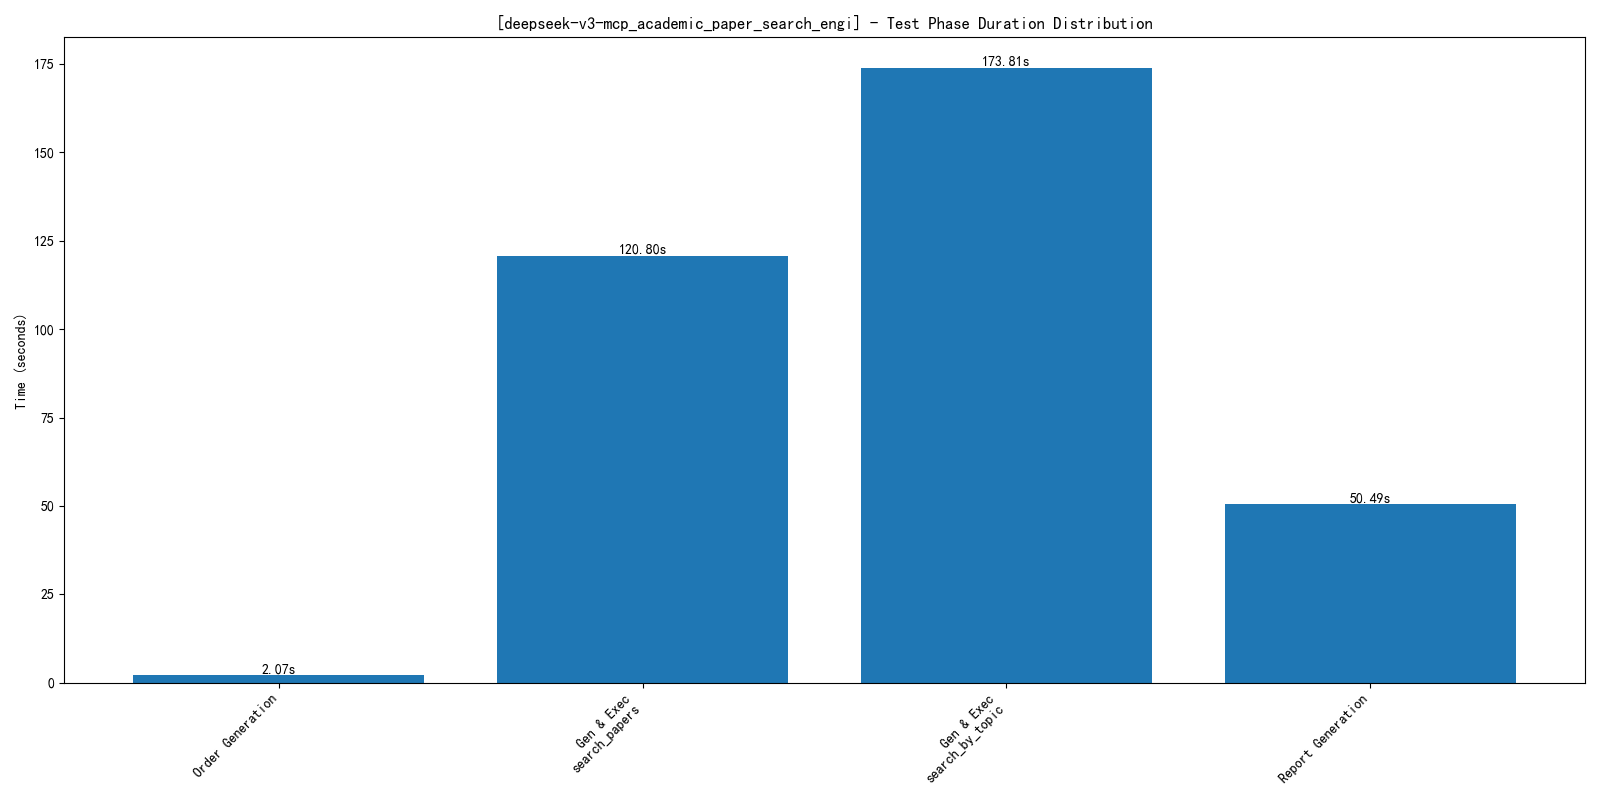 [deepseek-v3-mcp_academic_paper_search_engi] - Test Phase Duration Distribution
Time (seconds)
175
150
125
100
75
50
25
0
2.07s
120.80s
173.81s
50.49s
Order Generation
Gen & Exec
search_papers
Gen & Exec
search_by_topic
Report Generation